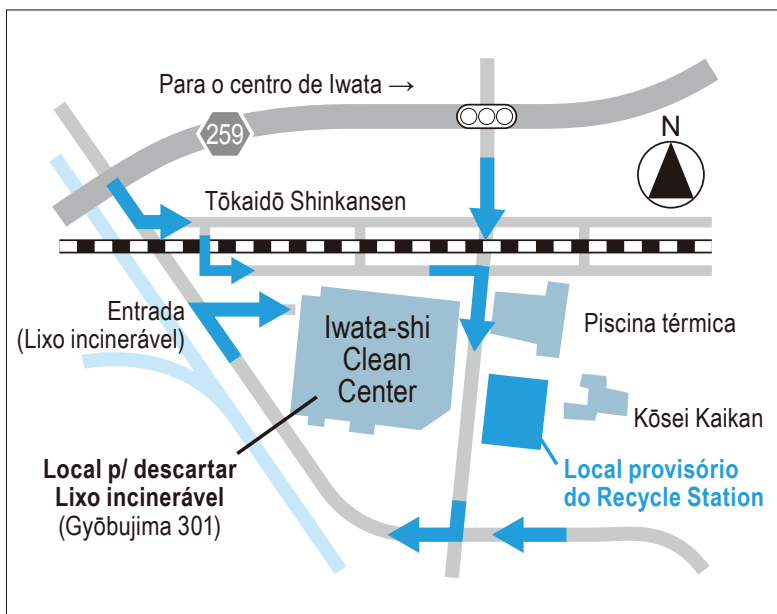 Para o centro de Iwata →
259
N
Tōkaidō Shinkansen
Entrada
(Lixo incinerável)
Iwata-shi
Clean
Center
Piscina térmica
Kōsei Kaikan
Local p/ descartar
Lixo incinerável
(Gyōbujima 301)
Local provisório
do Recycle Station